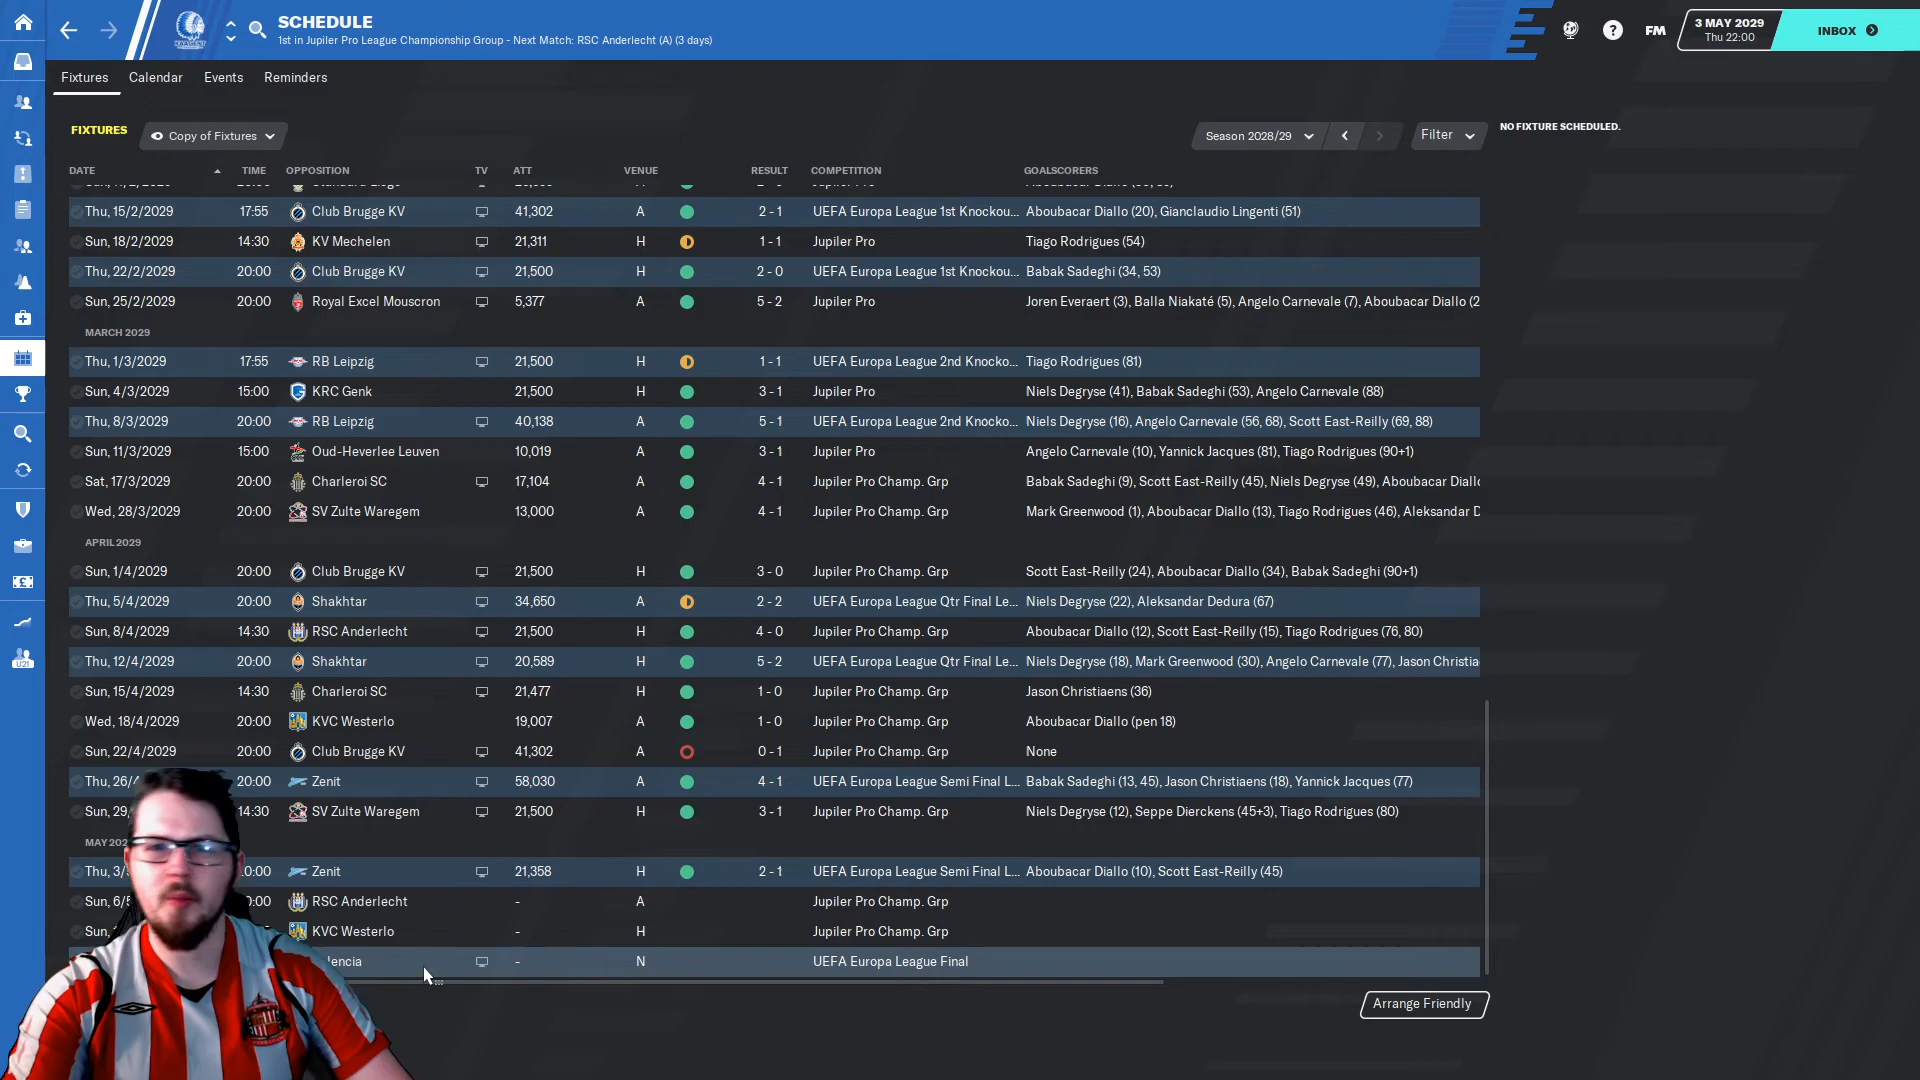 SCHEDULE
1st in Jupiler Pro League Championship Group - Next Match: RSC Anderlecht (A) (3 days)
FM
3 MAY 2029
Thu 22:00
INBOX
Fixtures Calendar Events Reminders
FIXTURES Copy of Fixtures Season 2028/29 Filter NO FIXTURE SCHEDULED.
DATE TIME OPPOSITION TV ATT VENUE RESULT COMPETITION GOALSCORERS
Thu, 15/2/2029 17:55 Club Brugge KV 41,302 A 2 - 1 UEFA Europa League 1st Knockou... Aboubacar Diallo (20), Gianclaudio Lingenti (51)
Sun, 18/2/2029 14:30 KV Mechelen 21,311 H 1 - 1 Jupiler Pro Tiago Rodrigues (54)
Thu, 22/2/2029 20:00 Club Brugge KV 21,500 H 2 - 0 UEFA Europa League 1st Knockou... Babak Sadeghi (34, 53)
Sun, 25/2/2029 20:00 Royal Excel Mouscron 5,377 A 5 - 2 Jupiler Pro Joren Everaert (3), Balla Niakaté (5), Angelo Carnevale (7), Aboubacar Diallo (2
MARCH 2029
Thu, 1/3/2029 17:55 RB Leipzig 21,500 H 1 - 1 UEFA Europa League 2nd Knocko... Tiago Rodrigues (81)
Sun, 4/3/2029 15:00 KRC Genk 21,500 H 3 - 1 Jupiler Pro Niels Degryse (41), Babak Sadeghi (53), Angelo Carnevale (88)
Thu, 8/3/2029 20:00 RB Leipzig 40,138 A 5 - 1 UEFA Europa League 2nd Knocko... Niels Degryse (16), Angelo Carnevale (56, 68), Scott East-Reilly (69, 88)
Sun, 11/3/2029 15:00 Oud-Heverlee Leuven 10,019 A 3 - 1 Jupiler Pro Angelo Carnevale (10), Yannick Jacques (81), Tiago Rodrigues (90+1)
Sat, 17/3/2029 20:00 Charleroi SC 17,104 A 4 - 1 Jupiler Pro Champ. Grp Babak Sadeghi (9), Scott East-Reilly (45), Niels Degryse (49), Aboubacar Diallo
Wed, 28/3/2029 20:00 SV Zulte Waregem 13,000 A 4 - 1 Jupiler Pro Champ. Grp Mark Greenwood (1), Aboubacar Diallo (13), Tiago Rodrigues (46), Aleksandar D
APRIL 2029
Sun, 1/4/2029 20:00 Club Brugge KV 21,500 H 3 - 0 Jupiler Pro Champ. Grp Scott East-Reilly (24), Aboubacar Diallo (34), Babak Sadeghi (90+1)
Thu, 5/4/2029 20:00 Shakhtar 34,650 A 2 - 2 UEFA Europa League Qtr Final Le... Niels Degryse (22), Aleksandar Dedura (67)
Sun, 8/4/2029 14:30 RSC Anderlecht 21,500 H 4 - 0 Jupiler Pro Champ. Grp Aboubacar Diallo (12), Scott East-Reilly (15), Tiago Rodrigues (76, 80)
Thu, 12/4/2029 20:00 Shakhtar 20,589 H 5 - 2 UEFA Europa League Qtr Final Le... Niels Degryse (18), Mark Greenwood (30), Angelo Carnevale (77), Jason Christia
Sun, 15/4/2029 14:30 Charleroi SC 21,477 H 1 - 0 Jupiler Pro Champ. Grp Jason Christiaens (36)
Wed, 18/4/2029 20:00 KVC Westerlo 19,007 A 1 - 0 Jupiler Pro Champ. Grp Aboubacar Diallo (pen 18)
Sun, 22/4/2029 20:00 Club Brugge KV 41,302 A 0 - 1 Jupiler Pro Champ. Grp None
Thu, 26/4 20:00 Zenit 58,030 A 4 - 1 UEFA Europa League Semi Final L... Babak Sadeghi (13, 45), Jason Christiaens (18), Yannick Jacques (77)
Sun, 29/ 14:30 SV Zulte Waregem 21,500 H 3 - 1 Jupiler Pro Champ. Grp Niels Degryse (12), Seppe Dierckens (45+3), Tiago Rodrigues (80)
MAY 202
Thu, 3/5 0:00 Zenit 21,358 H 2 - 1 UEFA Europa League Semi Final L... Aboubacar Diallo (10), Scott East-Reilly (45)
Sun, 6/5 0:00 RSC Anderlecht - A Jupiler Pro Champ. Grp
Sun, KVC Westerlo - H Jupiler Pro Champ. Grp
lencia - N UEFA Europa League Final
Arrange Friendly
U21